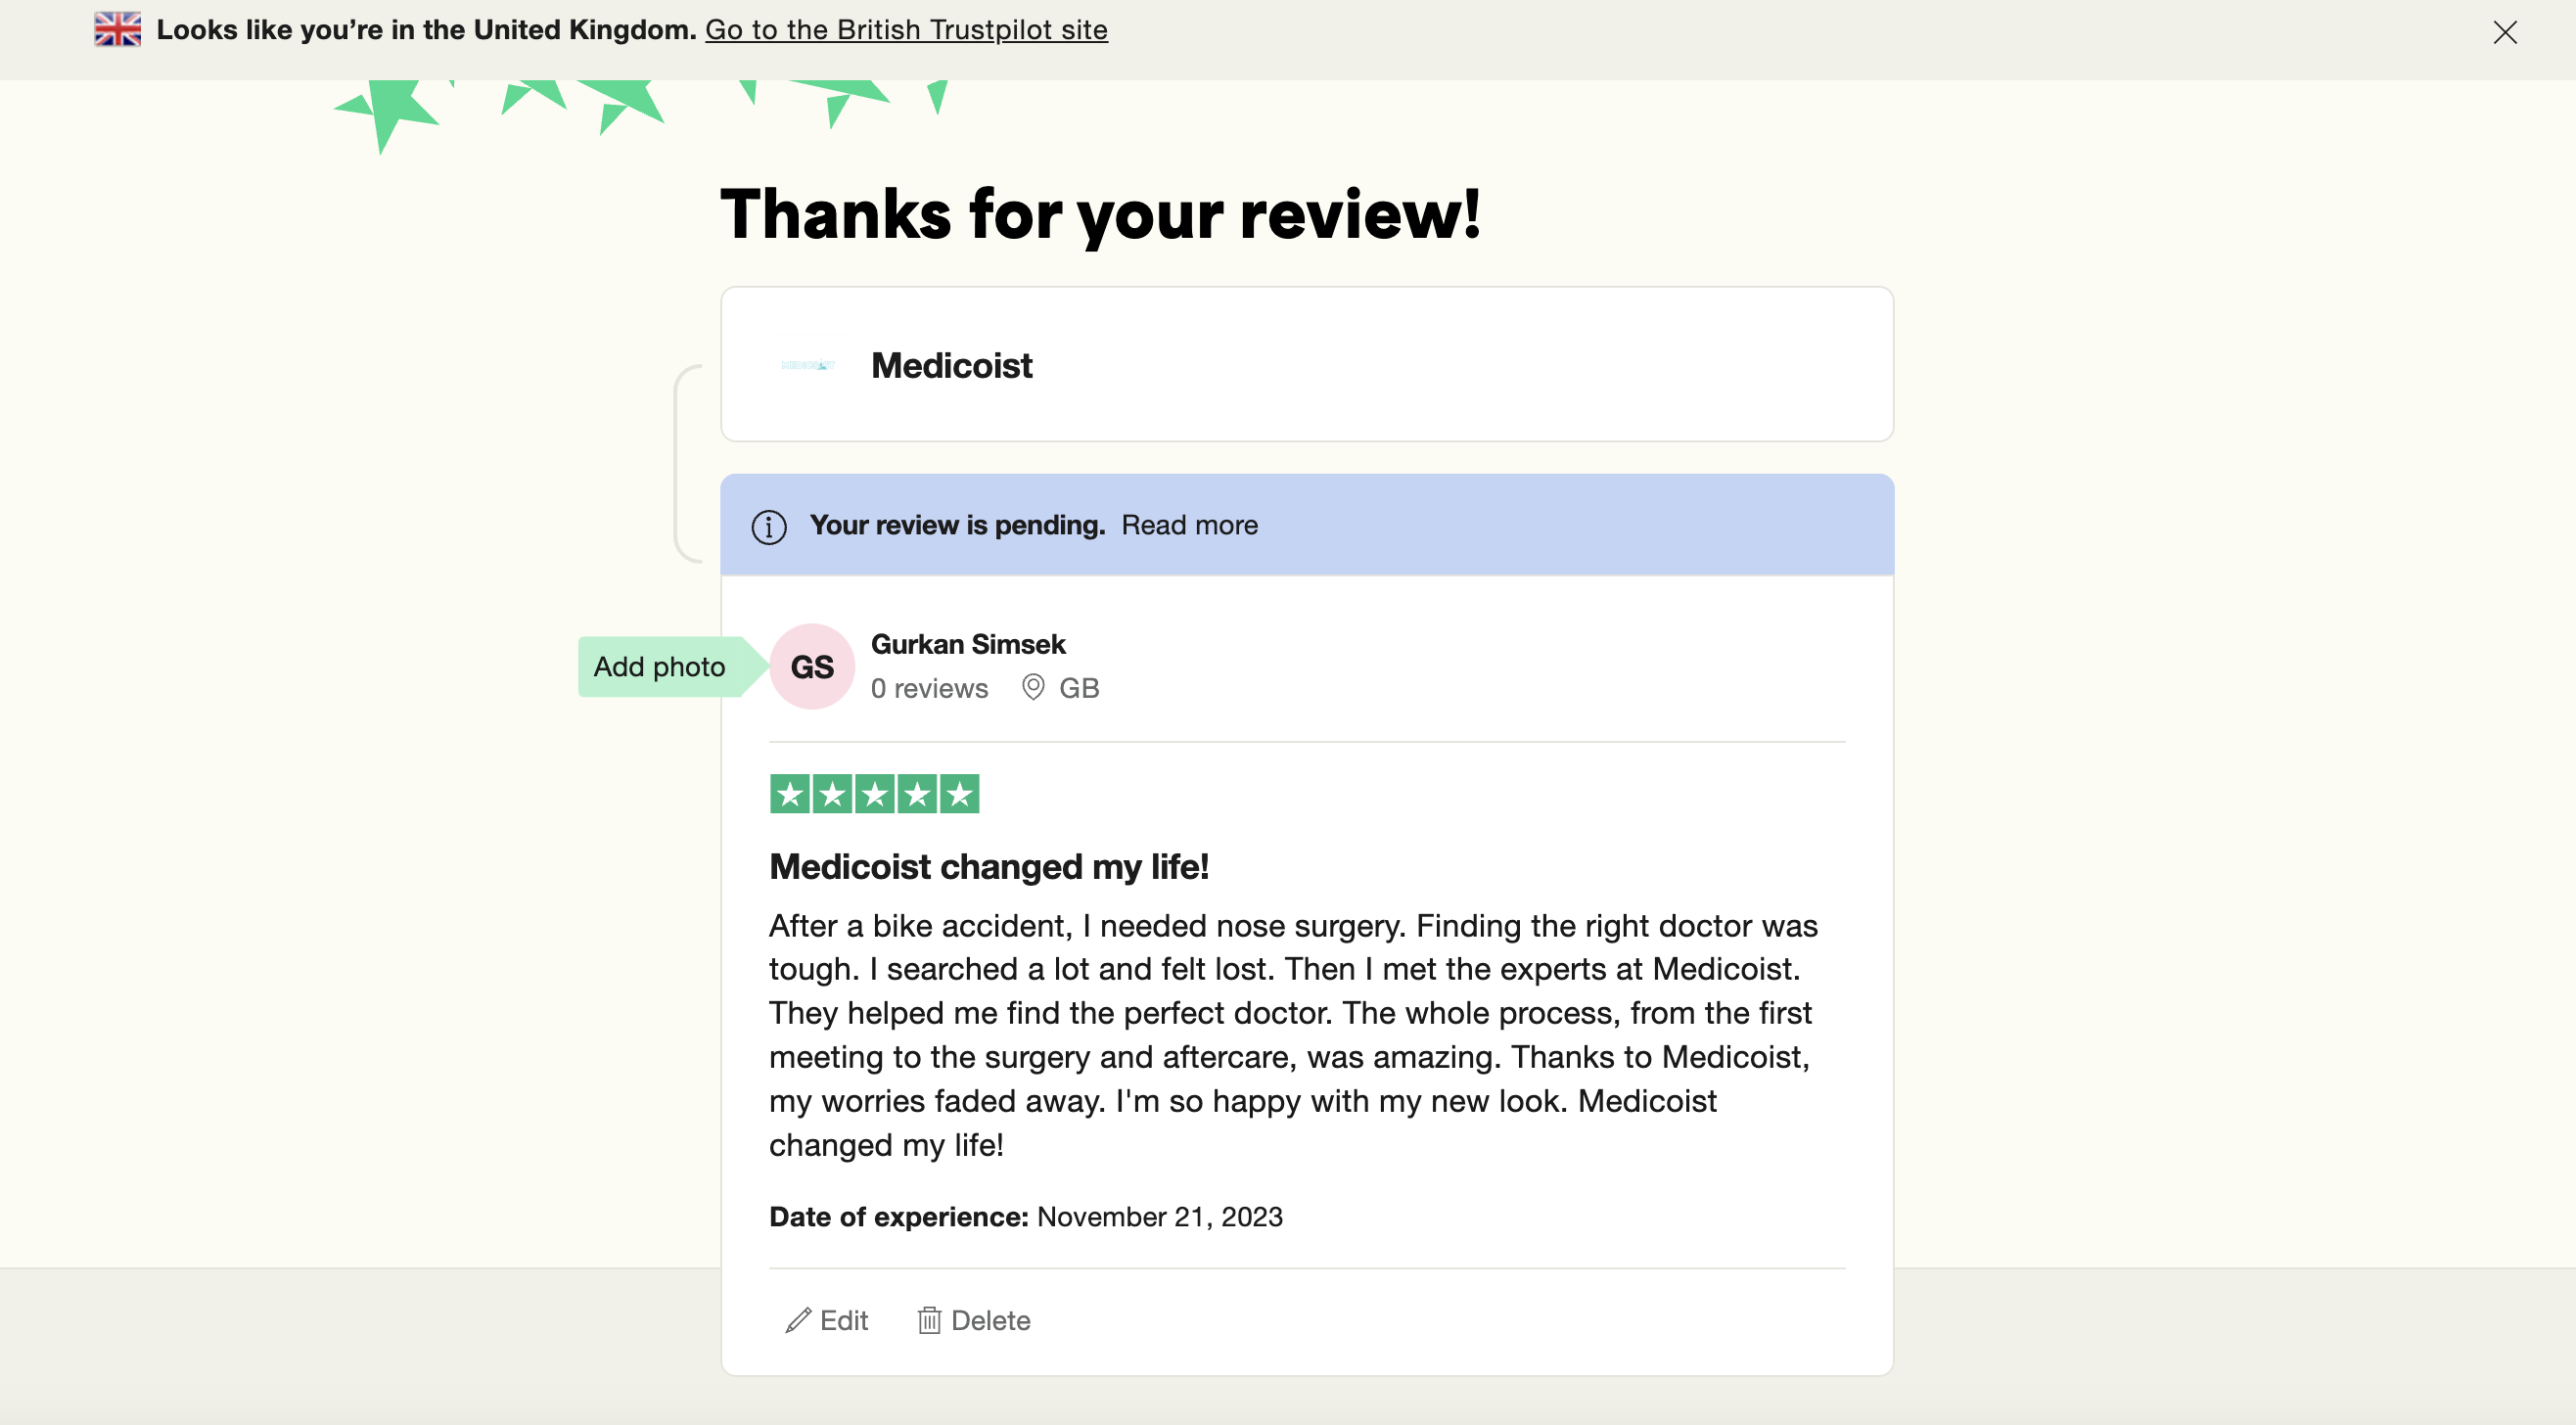 Looks like you’re in the United Kingdom. Go to the British Trustpilot site
Thanks for your review!
MEDICOIST
Medicoist
Your review is pending. Read more
Add photo
GS
Gurkan Simsek
0 reviews GB
Medicoist changed my life!
After a bike accident, I needed nose surgery. Finding the right doctor was
tough. I searched a lot and felt lost. Then I met the experts at Medicoist.
They helped me find the perfect doctor. The whole process, from the first
meeting to the surgery and aftercare, was amazing. Thanks to Medicoist,
my worries faded away. I'm so happy with my new look. Medicoist
changed my life!
Date of experience: November 21, 2023
Edit Delete